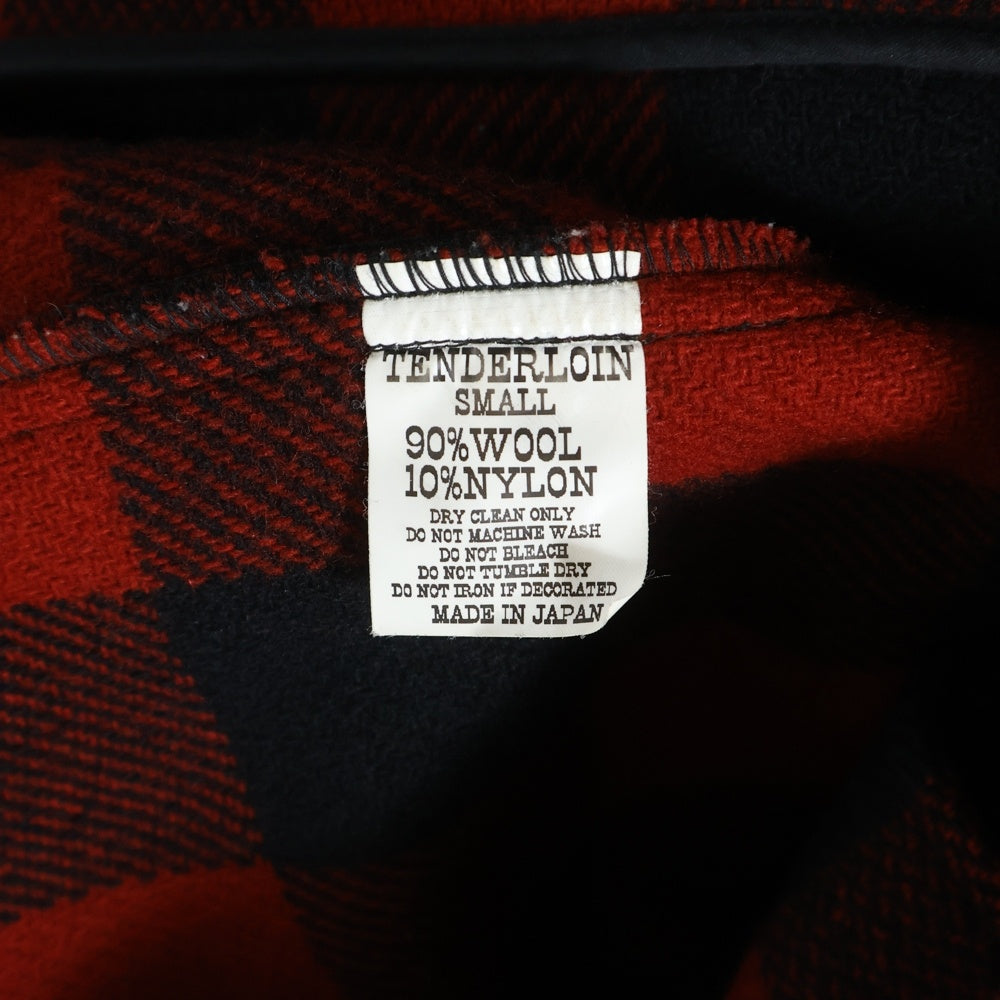 TENDERLOIN
SMALL
90%WOOL
10%NYLON
DRY CLEAN ONLY
DO NOT MACHINE WASH
DO NOT BLEACH
DO NOT TUMBLE DRY
DO NOT IRON IF DECORATED
MADE IN JAPAN